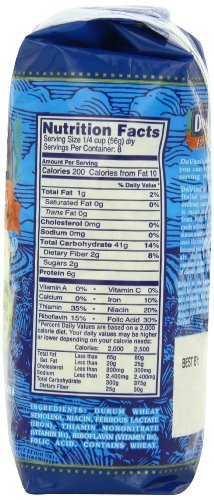 Nutrition Facts
Serving Size 1/4 cup (56g) dry
Servings Per Container: 8
Amount Per Serving
Calories 200 Calories from Fat 10
% Daily Value*
Total Fat 1g 2%
Saturated Fat 0g 0%
Trans Fat 0g
Cholesterol 0mg 0%
Sodium 0mg 0%
Total Carbohydrate 41g 14%
Dietary Fiber 2g 8%
Sugars 2g
Protein 6g
Vitamin A 0% • Vitamin C 0%
Calcium 0% • Iron 10%
Thiamin 35% • Niacin 20%
Riboflavin 15% • Folic Acid 30%
*Percent Daily Values are based on a 2,000
calorie diet. Your daily values may be higher
or lower depending on your calorie needs:
Calories: 2,000 2,500
Total Fat Less than 65g 80g
Sat. Fat Less than 20g 25g
Cholesterol Less than 300mg 300mg
Sodium Less than 2,400mg 2,400mg
Total Carbohydrate 300g 375g
Dietary Fiber 25g 30g
INGREDIENTS: DURUM WHEAT
SEMOLINA, NIACIN, FERROUS LACTATE
(IRON), THIAMIN MONONITRATE
(VITAMIN B1), RIBOFLAVIN (VITAMIN B2),
FOLIC ACID. CONTAINS WHEAT.
BEST BY: